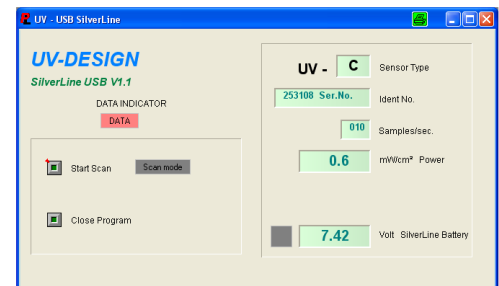 UV - USB SilverLine
UV-DESIGN
SilverLine USB V1.1
DATA INDICATOR
DATA
Start Scan
Scan mode
Close Program
UV - C Sensor Type
253108 Ser.No. Ident No.
010 Samples/sec.
0.6 mW/cm² Power
7.42 Volt SilverLine Battery